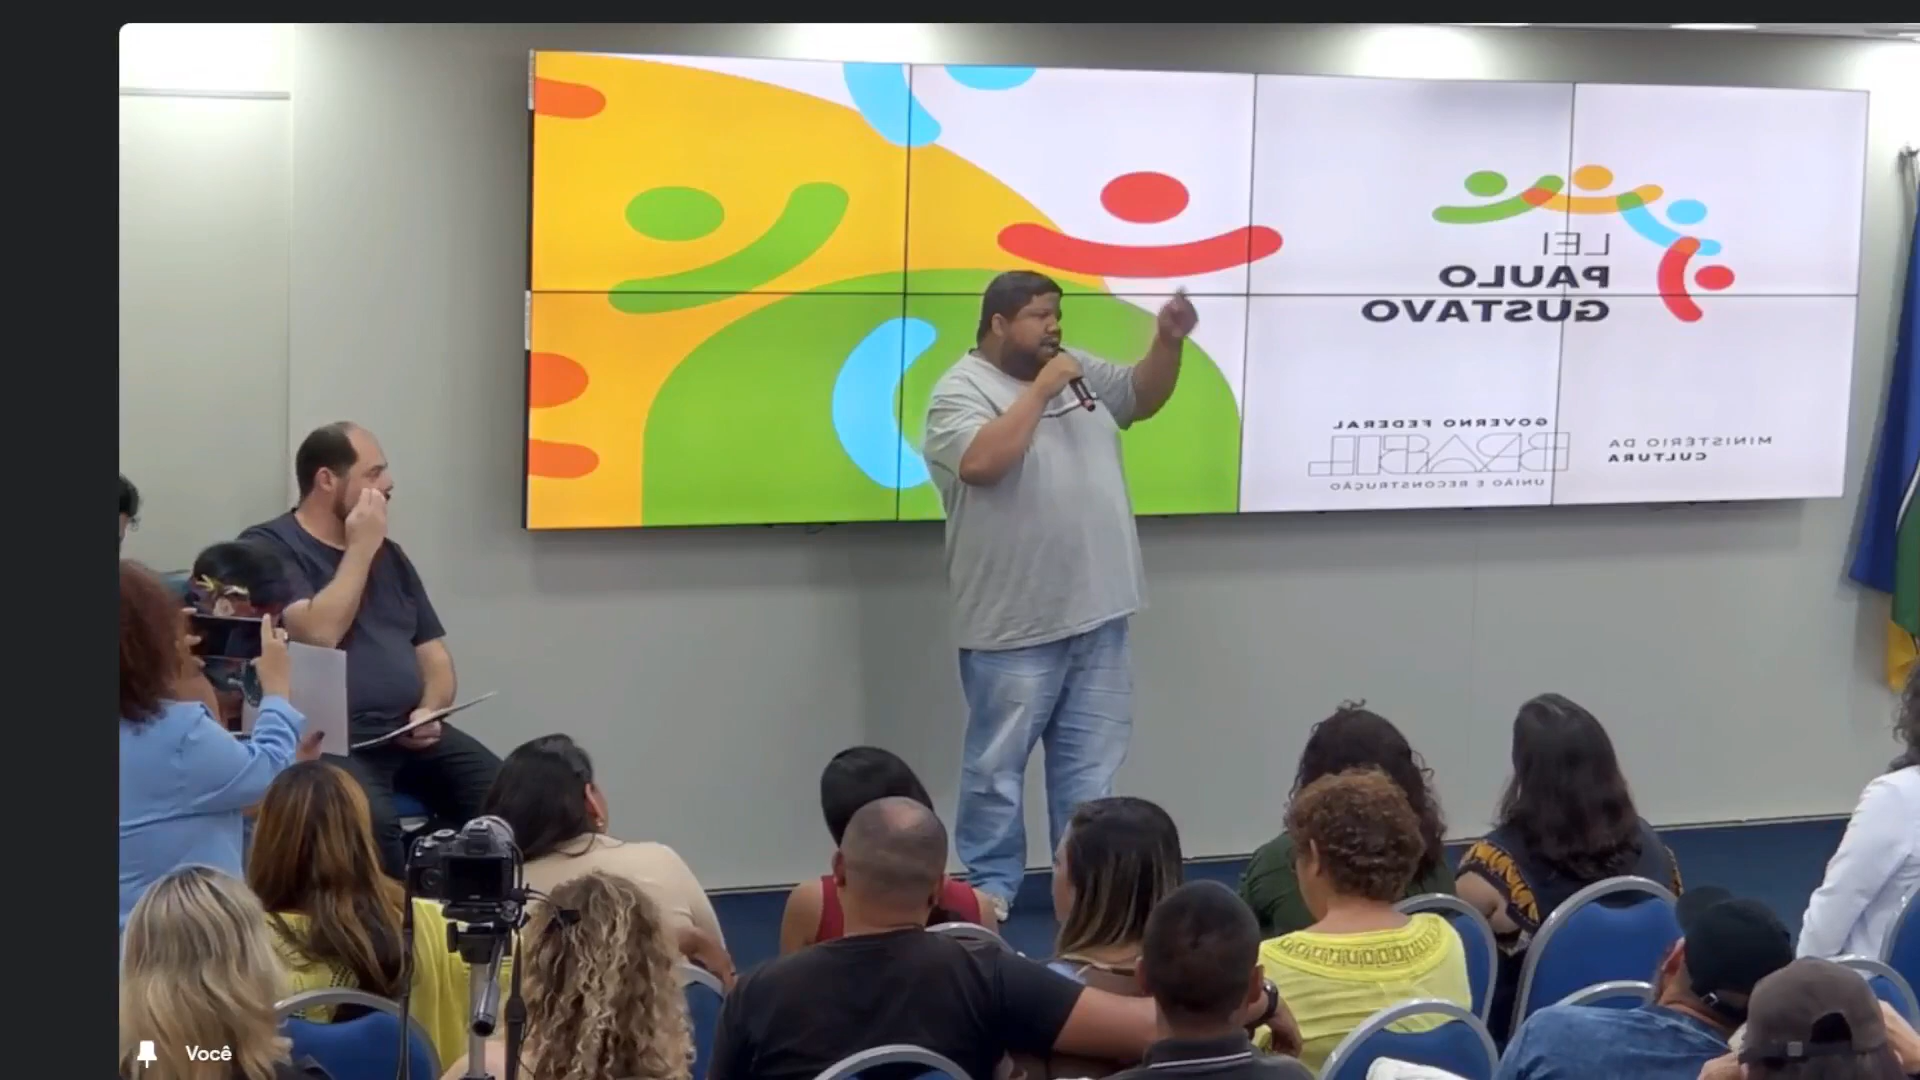 LEI
PAULO
GUSTAVO
GOVERNO FEDERAL
BRASIL
UNIÃO E RECONSTRUÇÃO
MINISTÉRIO DA
CULTURA
Você